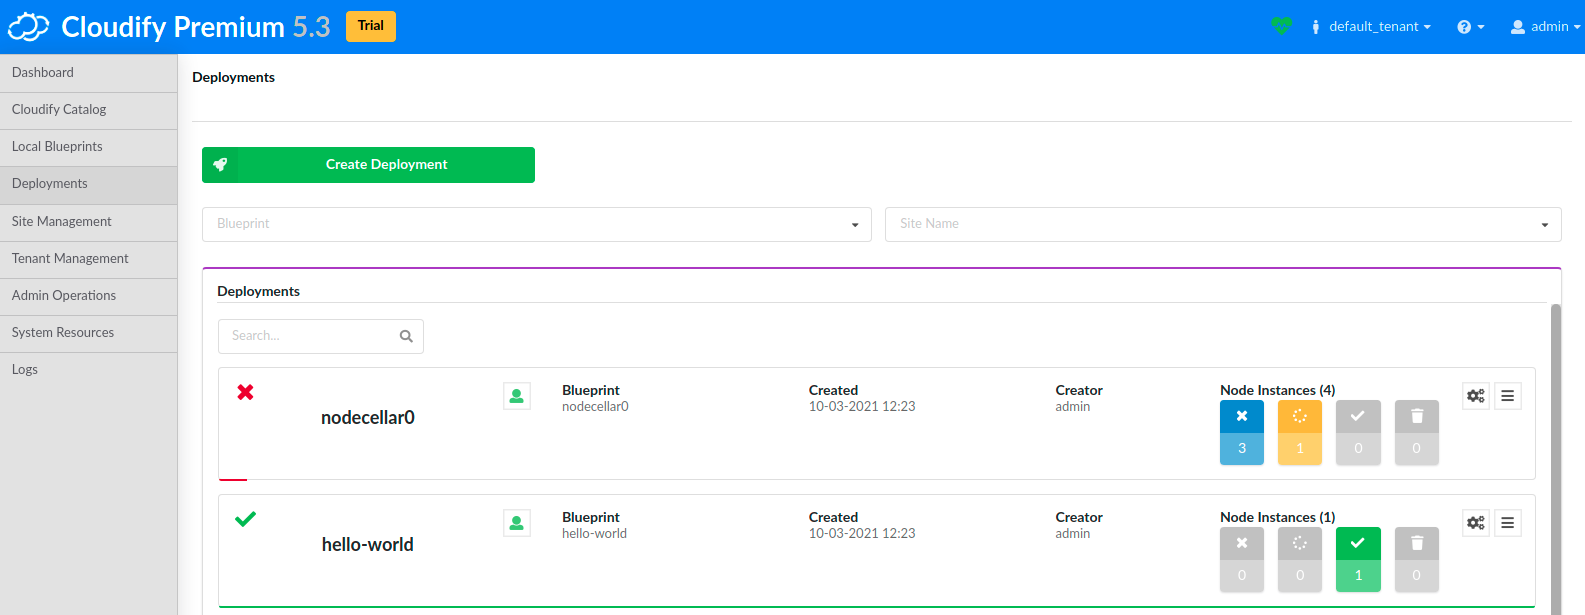 Cloudify Premium 5.3 Trial default_tenant admin
Dashboard
Cloudify Catalog
Local Blueprints
Deployments
Site Management
Tenant Management
Admin Operations
System Resources
Logs
Deployments
Create Deployment
Blueprint Site Name
Deployments
Search...
nodecellar0
Blueprint Created Creator Node Instances (4)
nodecellar0 10-03-2021 12:23 admin
3 1 0 0
hello-world
Blueprint Created Creator Node Instances (1)
hello-world 10-03-2021 12:23 admin
0 0 1 0